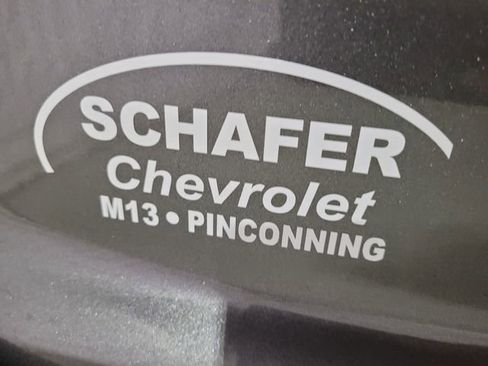 SCHAFER
Chevrolet
M13 • PINCONNING